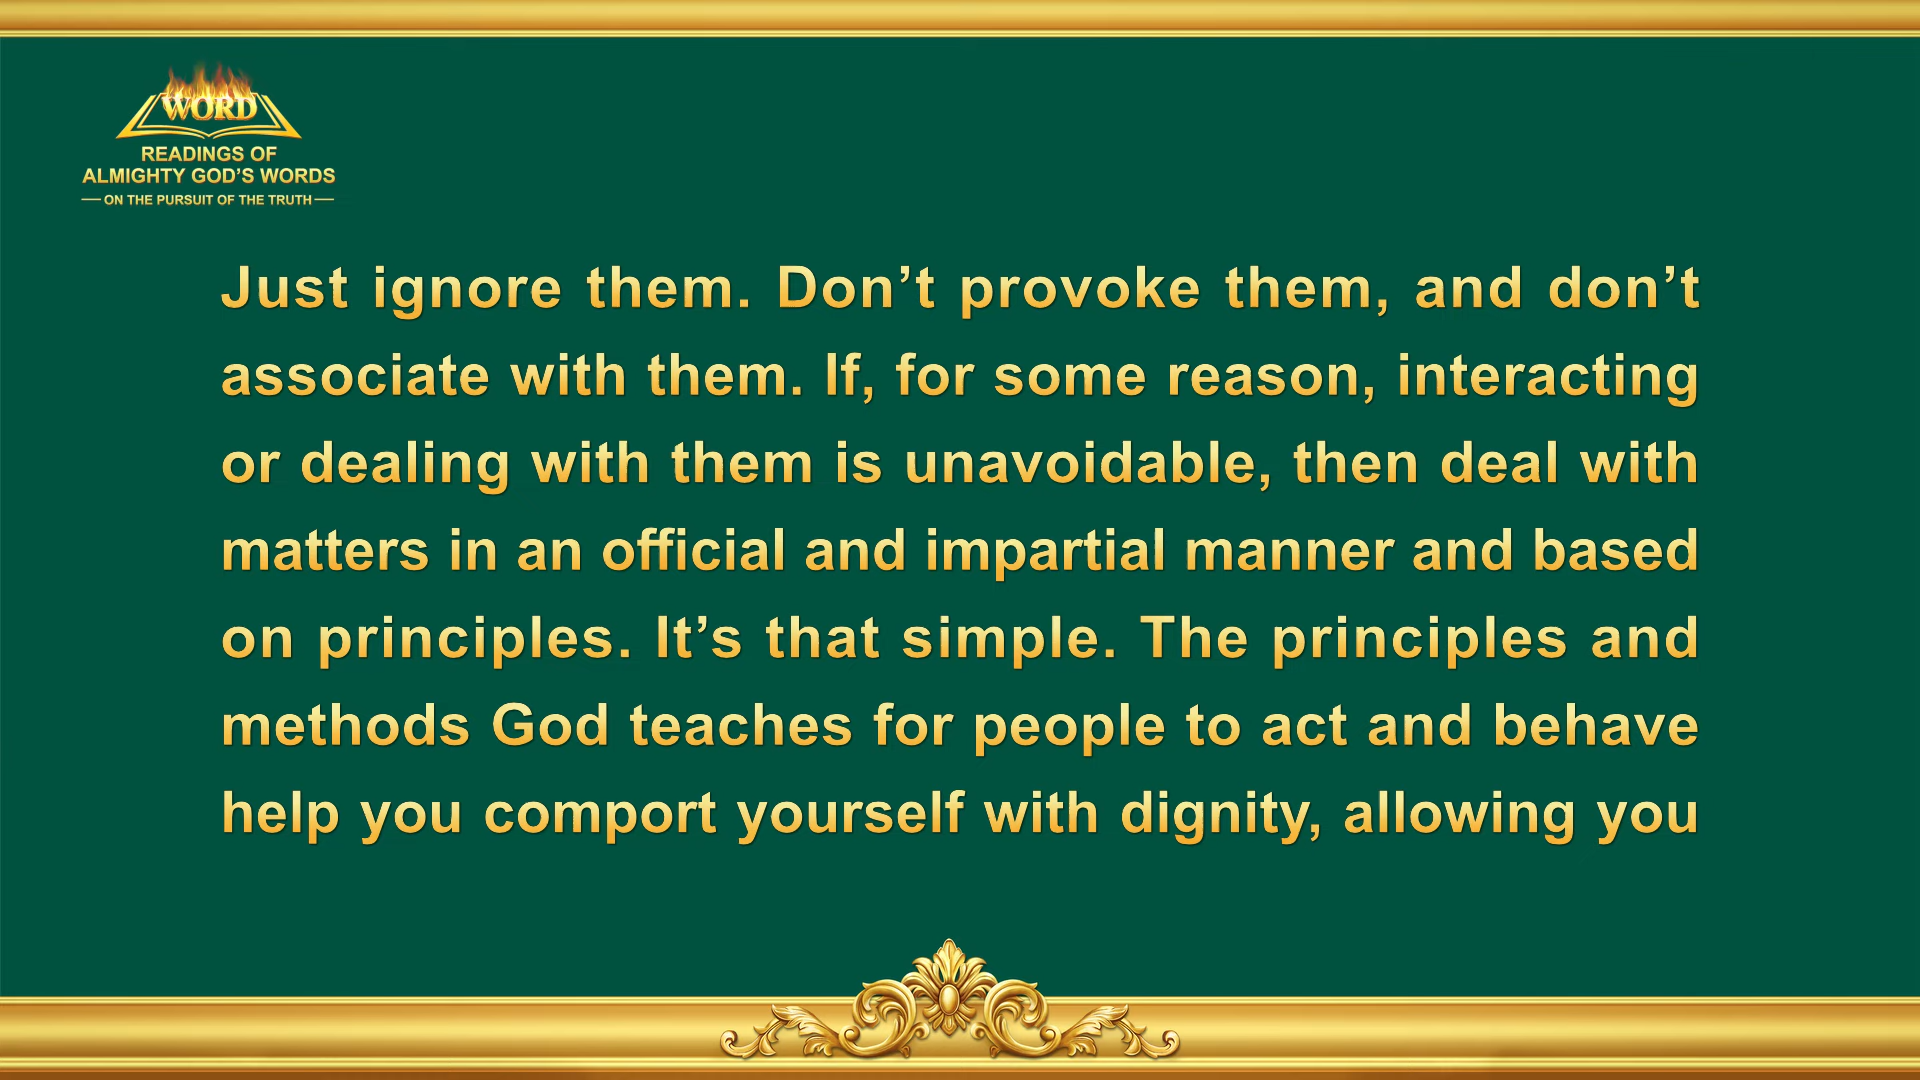 WORD
READINGS OF
ALMIGHTY GOD'S WORDS
— ON THE PURSUIT OF THE TRUTH —
Just ignore them. Don’t provoke them, and don’t
associate with them. If, for some reason, interacting
or dealing with them is unavoidable, then deal with
matters in an official and impartial manner and based
on principles. It’s that simple. The principles and
methods God teaches for people to act and behave
help you comport yourself with dignity, allowing you